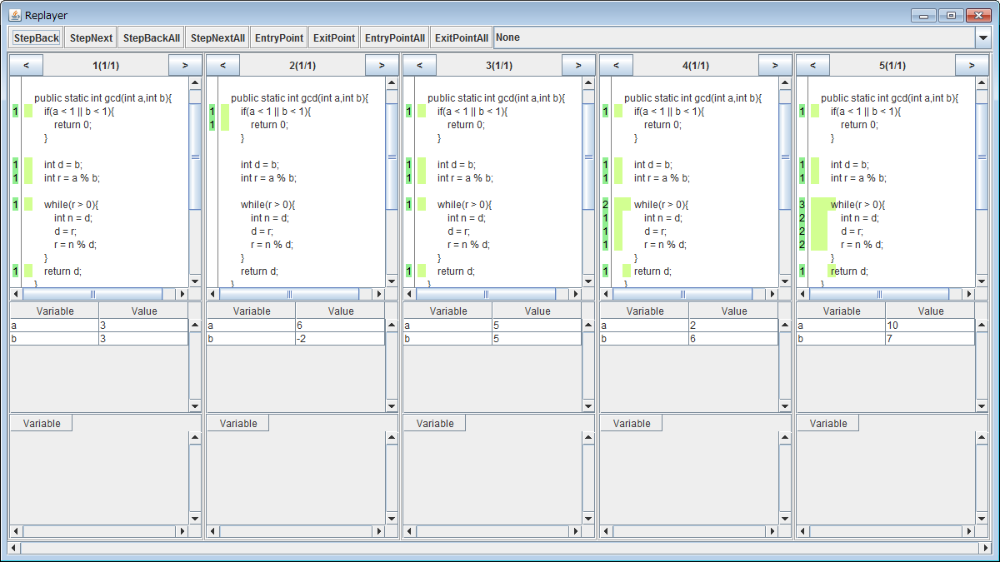 Replayer
StepBack StepNext StepBackAll StepNextAll EntryPoint ExitPoint EntryPointAll ExitPointAll None
< 1(1/1) >
public static int gcd(int a,int b){
1 if(a < 1 || b < 1){
return 0;
}
1 int d = b;
1 int r = a % b;
1 while(r > 0){
int n = d;
d = r;
r = n % d;
}
1 return d;
}
Variable Value
a 3
b 3
Variable
< 2(1/1) >
public static int gcd(int a,int b){
1 if(a < 1 || b < 1){
1 return 0;
}
int d = b;
int r = a % b;
while(r > 0){
int n = d;
d = r;
r = n % d;
}
return d;
}
Variable Value
a 6
b -2
Variable
< 3(1/1) >
public static int gcd(int a,int b){
1 if(a < 1 || b < 1){
return 0;
}
1 int d = b;
1 int r = a % b;
1 while(r > 0){
int n = d;
d = r;
r = n % d;
}
1 return d;
}
Variable Value
a 5
b 5
Variable
< 4(1/1) >
public static int gcd(int a,int b){
1 if(a < 1 || b < 1){
return 0;
}
1 int d = b;
1 int r = a % b;
2 while(r > 0){
1 int n = d;
1 d = r;
1 r = n % d;
}
1 return d;
}
Variable Value
a 2
b 6
Variable
< 5(1/1) >
public static int gcd(int a,int b){
1 if(a < 1 || b < 1){
return 0;
}
1 int d = b;
1 int r = a % b;
3 while(r > 0){
2 int n = d;
2 d = r;
2 r = n % d;
}
1 return d;
}
Variable Value
a 10
b 7
Variable